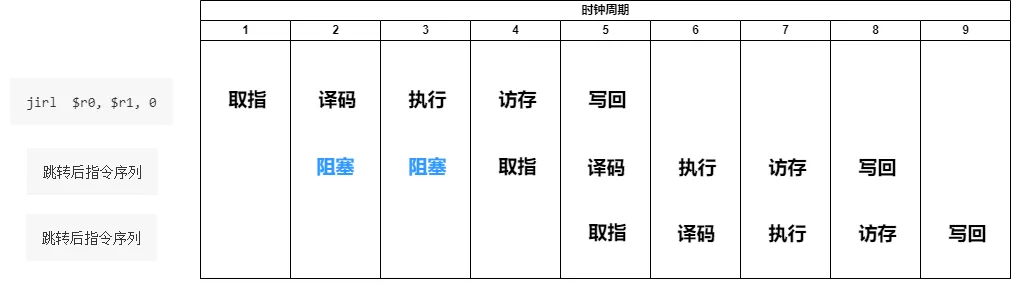 时钟周期
1 2 3 4 5 6 7 8 9
jirl $r0, $r1, 0 取指 译码 执行 访存 写回
跳转后指令序列 阻塞 阻塞 取指 译码 执行 访存 写回
跳转后指令序列 取指 译码 执行 访存 写回